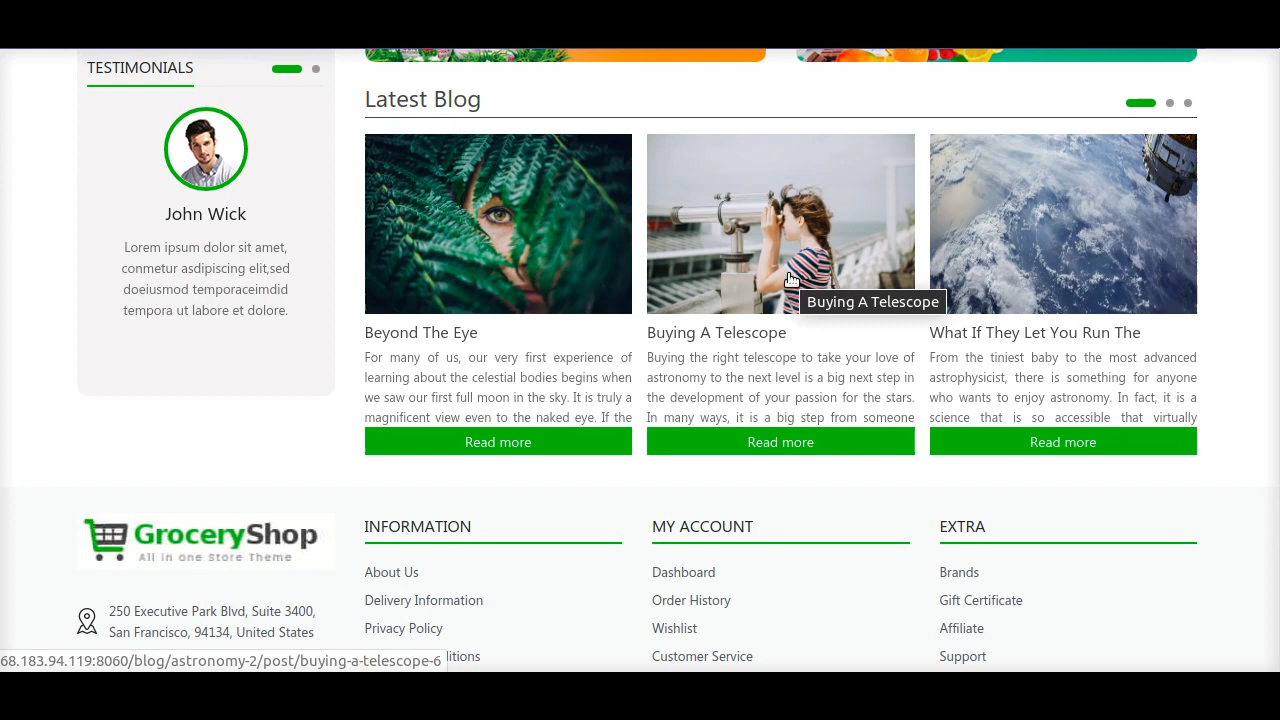 TESTIMONIALS
John Wick
Lorem ipsum dolor sit amet,
conmetur asdipiscing elit,sed
doeiusmod temporaceimdid
tempora ut labore et dolore.
Latest Blog
Buying A Telescope
Beyond The Eye
For many of us, our very first experience of
learning about the celestial bodies begins when
we saw our first full moon in the sky. It is truly a
magnificent view even to the naked eye. If the
Read more
Buying A Telescope
Buying the right telescope to take your love of
astronomy to the next level is a big next step in
the development of your passion for the stars.
In many ways, it is a big step from someone
Read more
What If They Let You Run The
From the tiniest baby to the most advanced
astrophysicist, there is something for anyone
who wants to enjoy astronomy. In fact, it is a
science that is so accessible that virtually
Read more
GroceryShop
All in one Store Theme
250 Executive Park Blvd, Suite 3400,
San Francisco, 94134, United States
INFORMATION
About Us
Delivery Information
Privacy Policy
MY ACCOUNT
Dashboard
Order History
Wishlist
Customer Service
EXTRA
Brands
Gift Certificate
Affiliate
Support
68.183.94.119:8060/blog/astronomy-2/post/buying-a-telescope-6